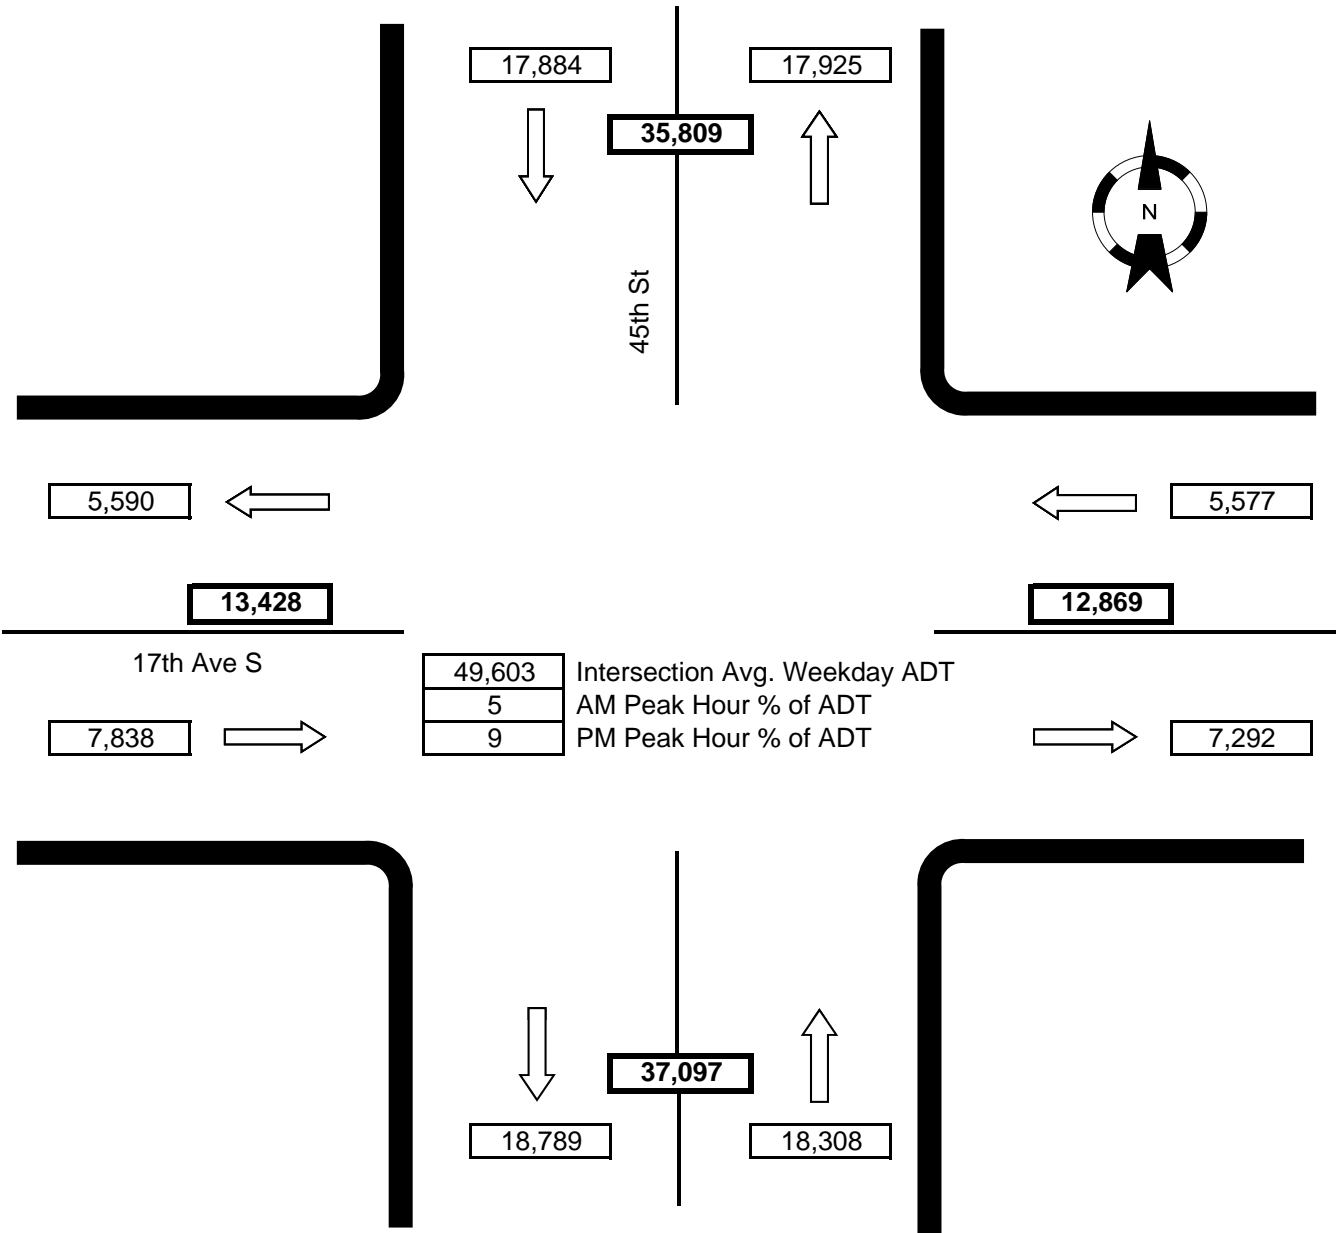 17,884
17,925
35,809
N
45th St
5,590
5,577
13,428
12,869
17th Ave S
49,603 Intersection Avg. Weekday ADT
5 AM Peak Hour % of ADT
9 PM Peak Hour % of ADT
7,838
7,292
37,097
18,789
18,308